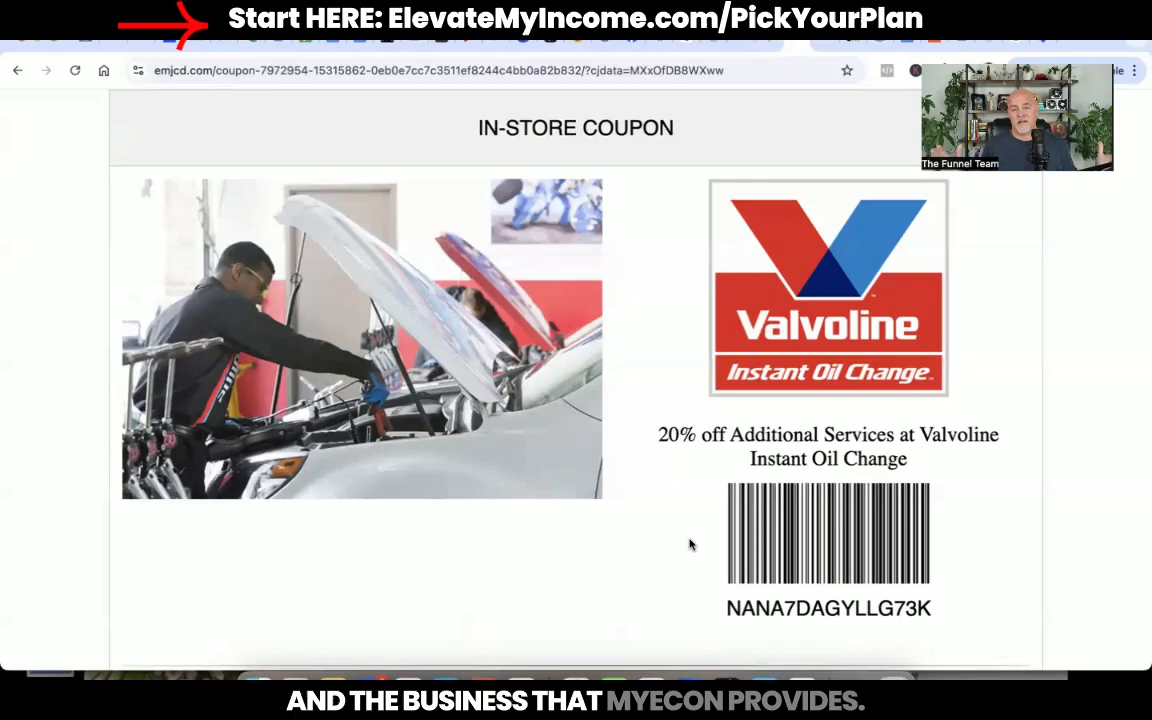 Start HERE: ElevateMyIncome.com/PickYourPlan
emjcd.com/coupon-7972954-15315862-0eb0e7cc7c3511ef8244c4bb0a82b832/?cjdata=MXxOfDB8WXww
IN-STORE COUPON
The Funnel Team
Valvoline
Instant Oil Change
20% off Additional Services at Valvoline
Instant Oil Change
NANA7DAGYLLG73K
AND THE BUSINESS THAT MYECON PROVIDES.